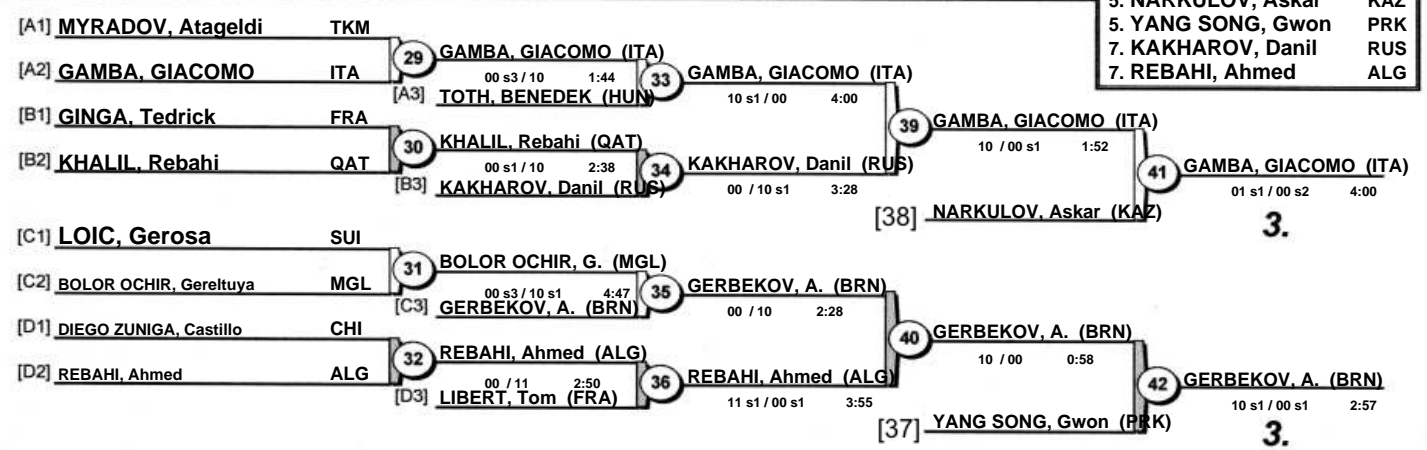 5. NARKULOV, Askar KAZ
5. YANG SONG, Gwon PRK
7. KAKHAROV, Danil RUS
7. REBAHI, Ahmed ALG
[A1] MYRADOV, Atageldi TKM
[A2] GAMBA, GIACOMO ITA
[B1] GINGA, Tedrick FRA
[B2] KHALIL, Rebahi QAT
[C1] LOIC, Gerosa SUI
[C2] BOLOR OCHIR, Gereltuya MGL
[D1] DIEGO ZUNIGA, Castillo CHI
[D2] REBAHI, Ahmed ALG
29 GAMBA, GIACOMO (ITA)
00 s3 / 10 1:44
[A3] TOTH, BENEDEK (HUN)
30 KHALIL, Rebahi (QAT)
00 s1 / 10 2:38
[B3] KAKHAROV, Danil (RUS)
31 BOLOR OCHIR, G. (MGL)
00 s3 / 10 s1 4:47
[C3] GERBEKOV, A. (BRN)
32 REBAHI, Ahmed (ALG)
00 / 11 2:50
[D3] LIBERT, Tom (FRA)
33 GAMBA, GIACOMO (ITA)
10 s1 / 00 4:00
34 KAKHAROV, Danil (RUS)
00 / 10 s1 3:28
35 GERBEKOV, A. (BRN)
00 / 10 2:28
36 REBAHI, Ahmed (ALG)
11 s1 / 00 s1 3:55
39 GAMBA, GIACOMO (ITA)
10 / 00 s1 1:52
[38] NARKULOV, Askar (KAZ)
40 GERBEKOV, A. (BRN)
10 / 00 0:58
[37] YANG SONG, Gwon (PRK)
41 GAMBA, GIACOMO (ITA)
01 s1 / 00 s2 4:00
3.
42 GERBEKOV, A. (BRN)
10 s1 / 00 s1 2:57
3.